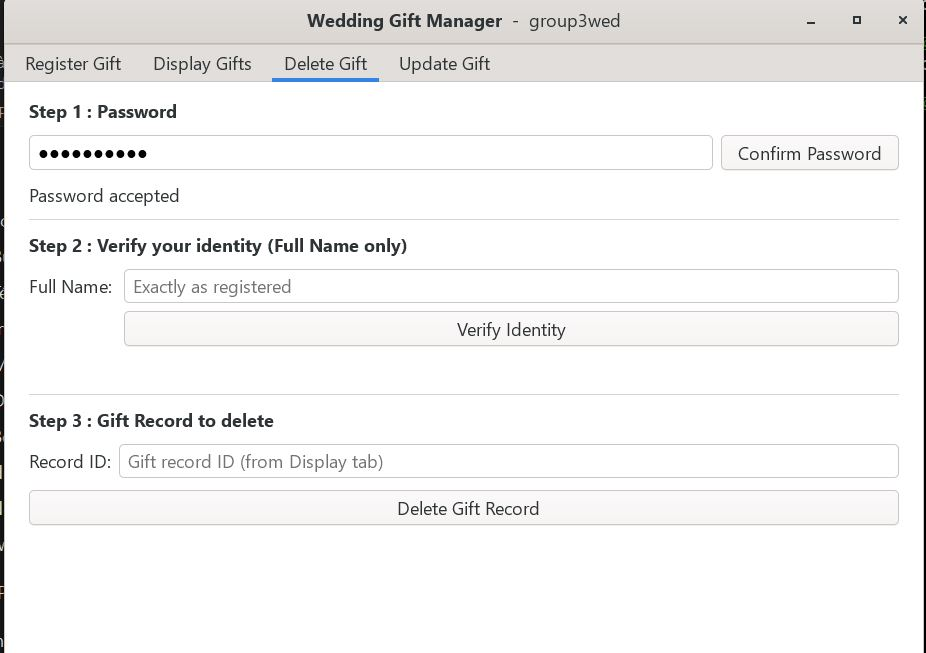 Wedding Gift Manager - group3wed
Register Gift Display Gifts Delete Gift Update Gift
Step 1 : Password
●●●●●●●●●● Confirm Password
Password accepted
Step 2 : Verify your identity (Full Name only)
Full Name: Exactly as registered
Verify Identity
Step 3 : Gift Record to delete
Record ID: Gift record ID (from Display tab)
Delete Gift Record